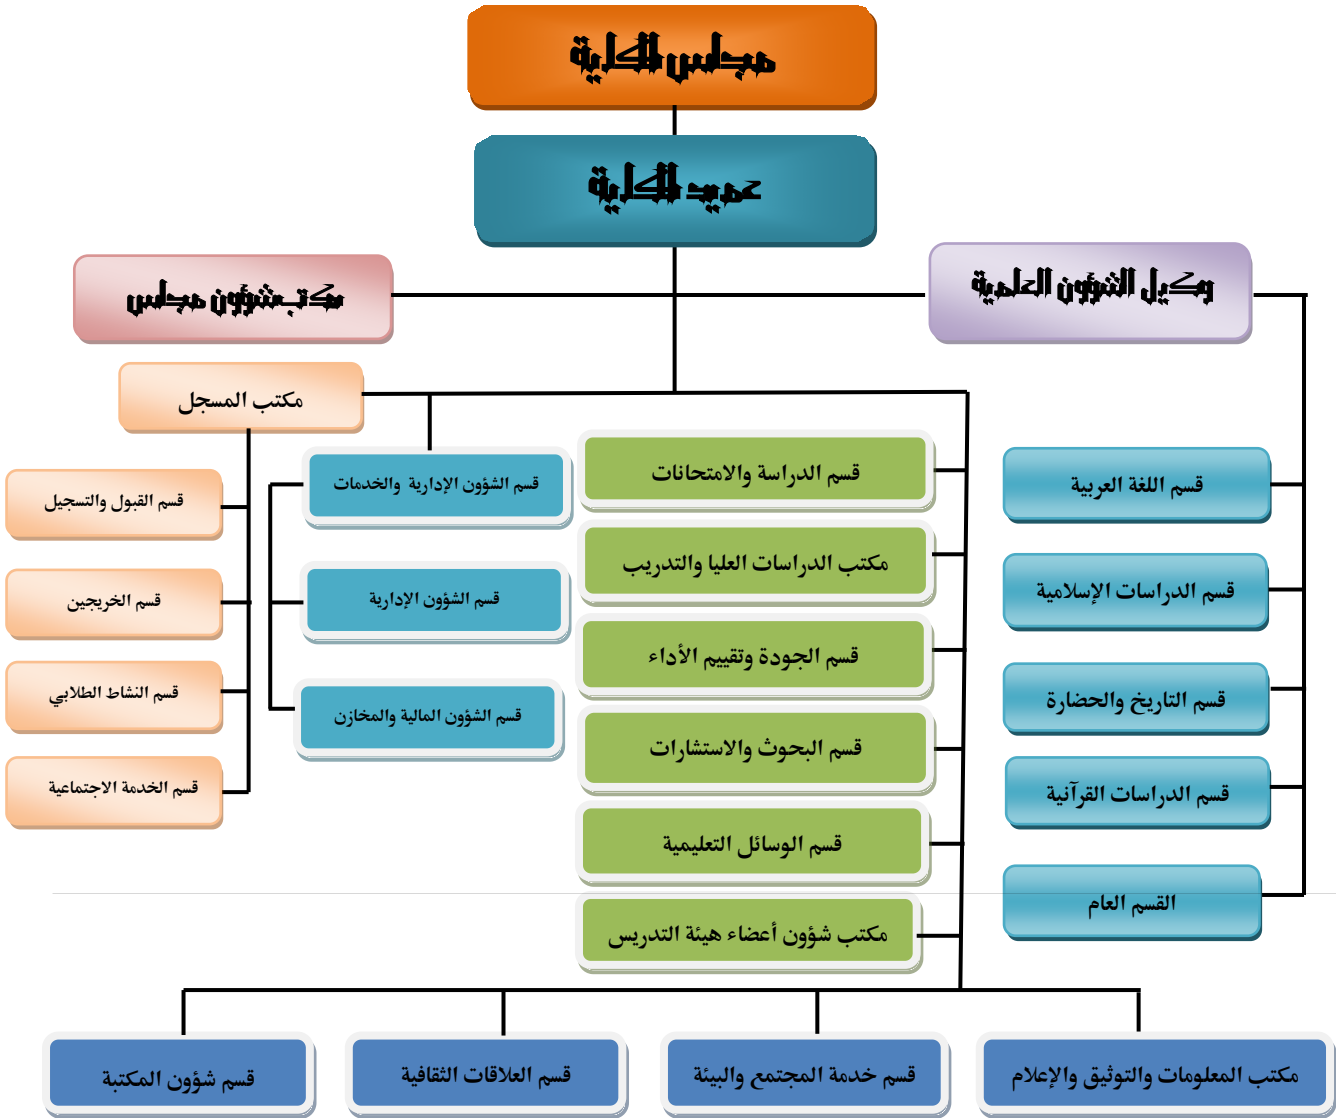 مجلس الكلية
عميد الكلية
وكيل الشؤون العلمية
مكتب شؤون مجلس
مكتب المسجل
قسم اللغة العربية
قسم الدراسات الإسلامية
قسم التاريخ والحضارة
قسم الدراسات القرآنية
القسم العام
قسم الدراسة والامتحانات
مكتب الدراسات العليا والتدريب
قسم الجودة وتقييم الأداء
قسم البحوث والاستشارات
قسم الوسائل التعليمية
مكتب شؤون أعضاء هيئة التدريس
قسم الشؤون الإدارية والخدمات
قسم الشؤون الإدارية
قسم الشؤون المالية والمخازن
قسم القبول والتسجيل
قسم الخريجين
قسم النشاط الطلابي
قسم الخدمة الاجتماعية
مكتب المعلومات والتوثيق والإعلام
قسم خدمة المجتمع والبيئة
قسم العلاقات الثقافية
قسم شؤون المكتبة